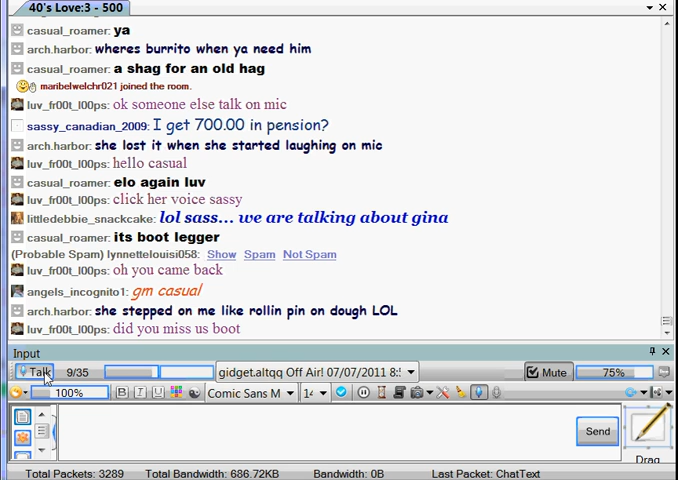 40's Love:3 - 500
casual_roamer: ya
arch.harbor: wheres burrito when ya need him
casual_roamer: a shag for an old hag
maribelwelchr021 joined the room.
luv_fr00t_l00ps: ok someone else talk on mic
sassy_canadian_2009: I get 700.00 in pension?
arch.harbor: she lost it when she started laughing on mic
luv_fr00t_l00ps: hello casual
casual_roamer: elo again luv
luv_fr00t_l00ps: click her voice sassy
littledebbie_snackcake: lol sass... we are talking about gina
casual_roamer: its boot legger
(Probable Spam) lynnettelouisi058: Show Spam Not Spam
luv_fr00t_l00ps: oh you came back
angels_incognito1: gm casual
arch.harbor: she stepped on me like rollin pin on dough LOL
luv_fr00t_l00ps: did you miss us boot
Input
Talk 9/35 gidget.altqq Off Air! 07/07/2011 8:5 Mute 75%
100% B I U Comic Sans M 14
Send
Drag
Total Packets: 3289 Total Bandwidth: 686.72KB Bandwidth: 0B Last Packet: ChatText